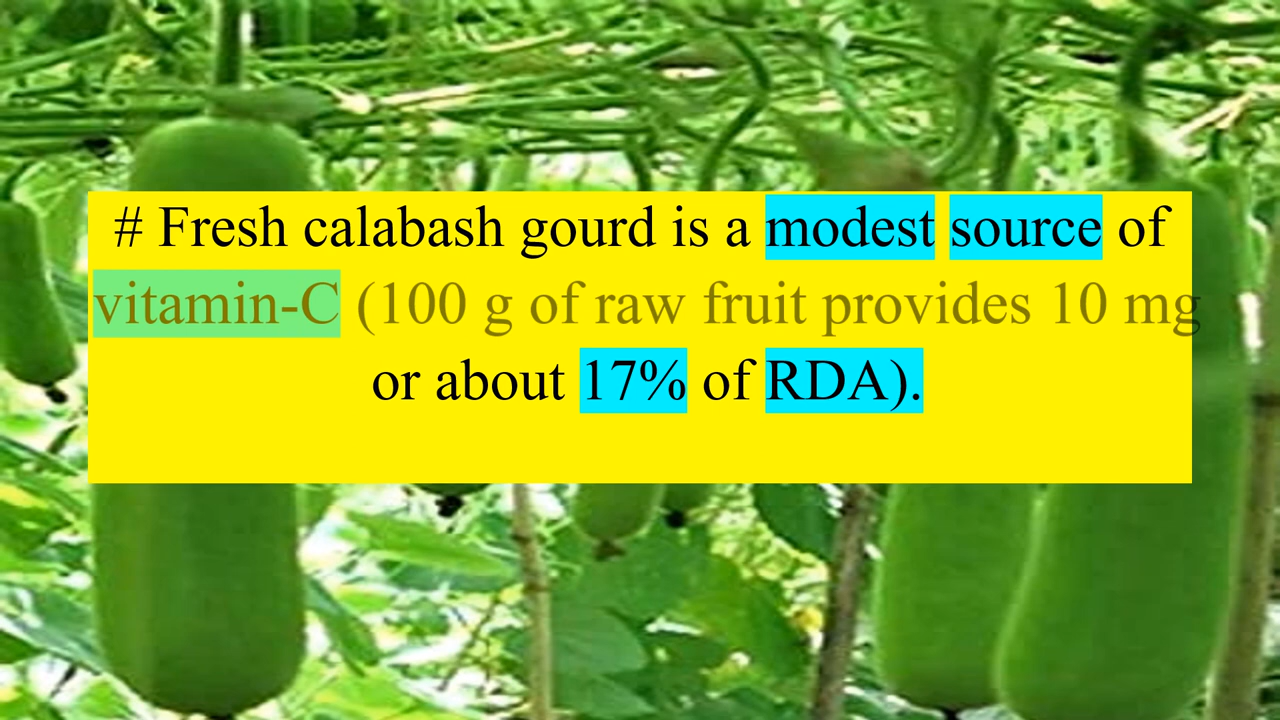 # Fresh calabash gourd is a modest source of
vitamin-C (100 g of raw fruit provides 10 mg
or about 17% of RDA).